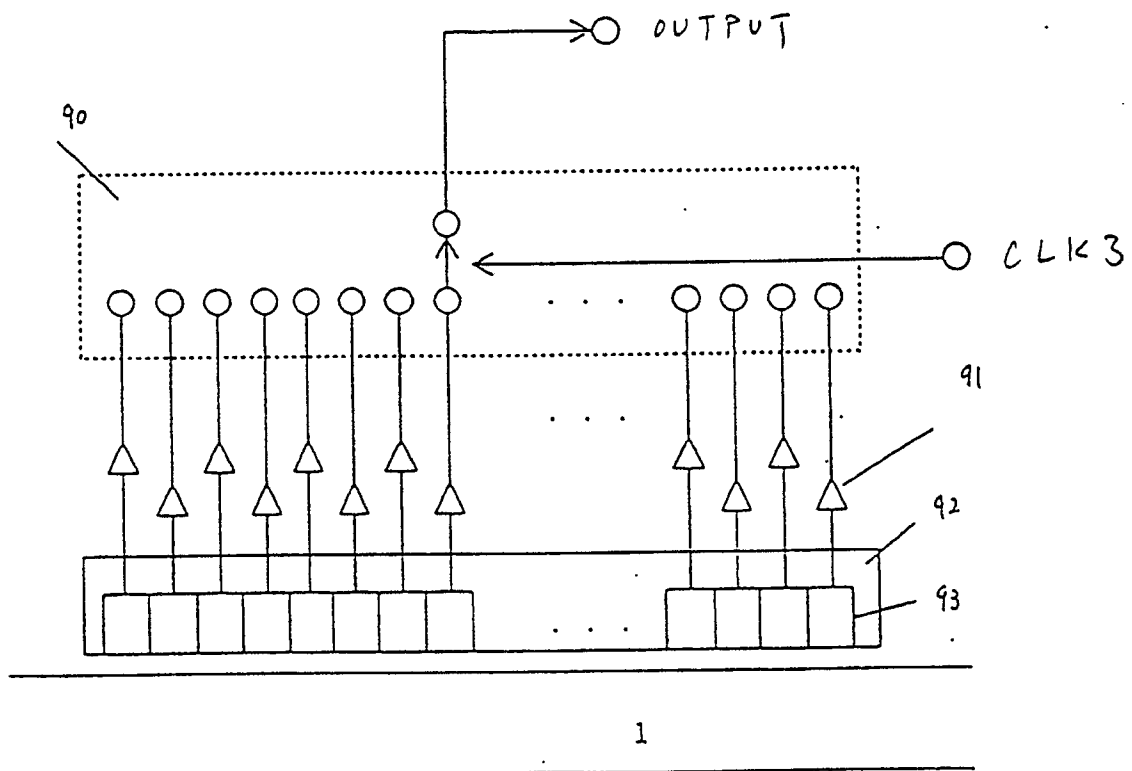 OUTPUT
90
CLK3
. . .
91
. . .
92
93
. . .
1